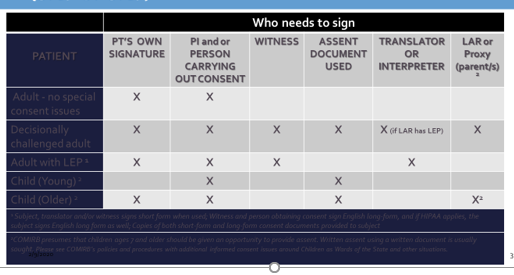 Who needs to sign
PATIENT
PT'S OWN
SIGNATURE
PI and or
PERSON
CARRYING
OUT CONSENT
WITNESS
ASSENT
DOCUMENT
USED
TRANSLATOR
OR
INTERPRETER
LAR or
Proxy
(parent/s)
2
Adult - no special
consent issues
X X
Decisionally
challenged adult
X X X X X (if LAR has LEP) X
Adult with LEP ¹ X X X X
Child (Young) ² X X
Child (Older) ² X X X X²
¹ Subject, translator and/or witness signs short form when used, Witness and person obtaining consent sign English long-form, and if HIPAA applies, the
subject signs English long form as well; Copies of both short form and long form consent documents provided to subject
² COMIRB presumes that children ages 7 and older should be given an opportunity to provide assent. Written assent using a written document is usually
sought. Please see COMIRB's policies and procedures with additional informed consent issues around Children as Wards of the State and other situations.
3